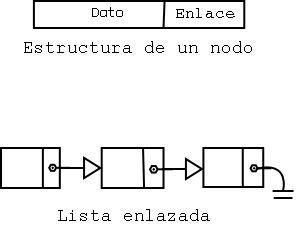 Dato Enlace
Estructura de un nodo
Lista enlazada